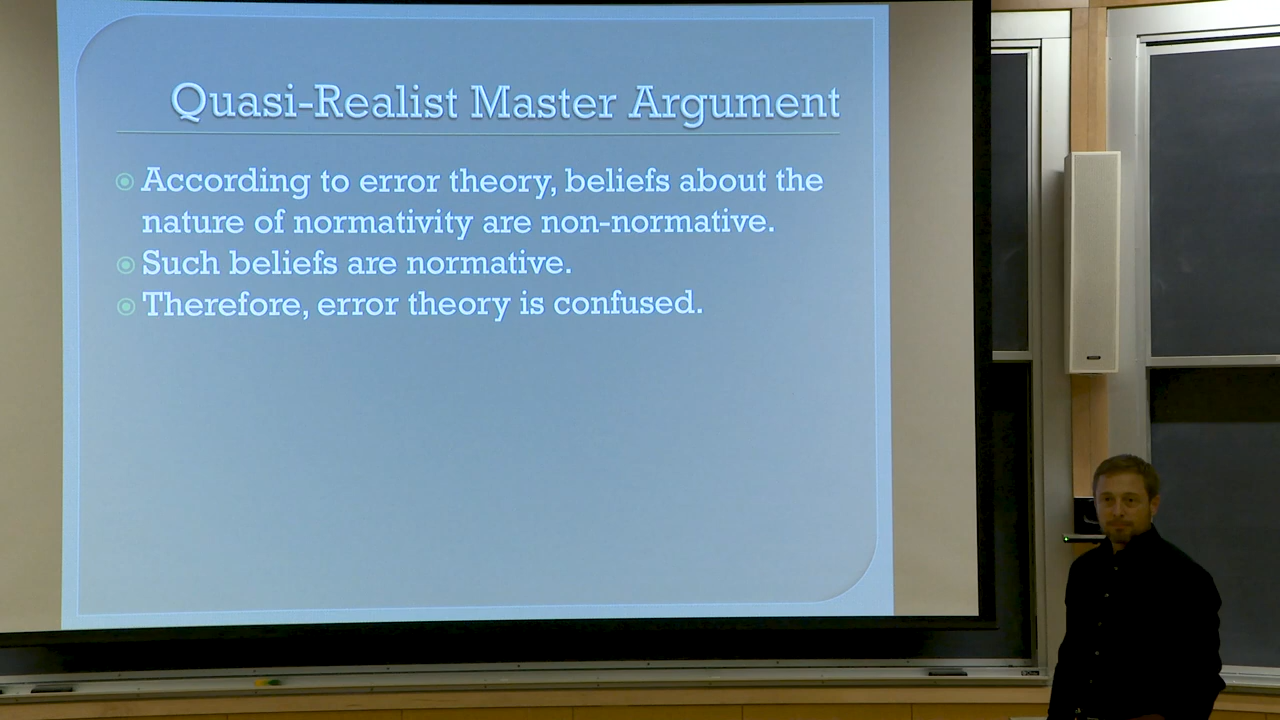 Quasi-Realist Master Argument
According to error theory, beliefs about the
nature of normativity are non-normative.
Such beliefs are normative.
Therefore, error theory is confused.